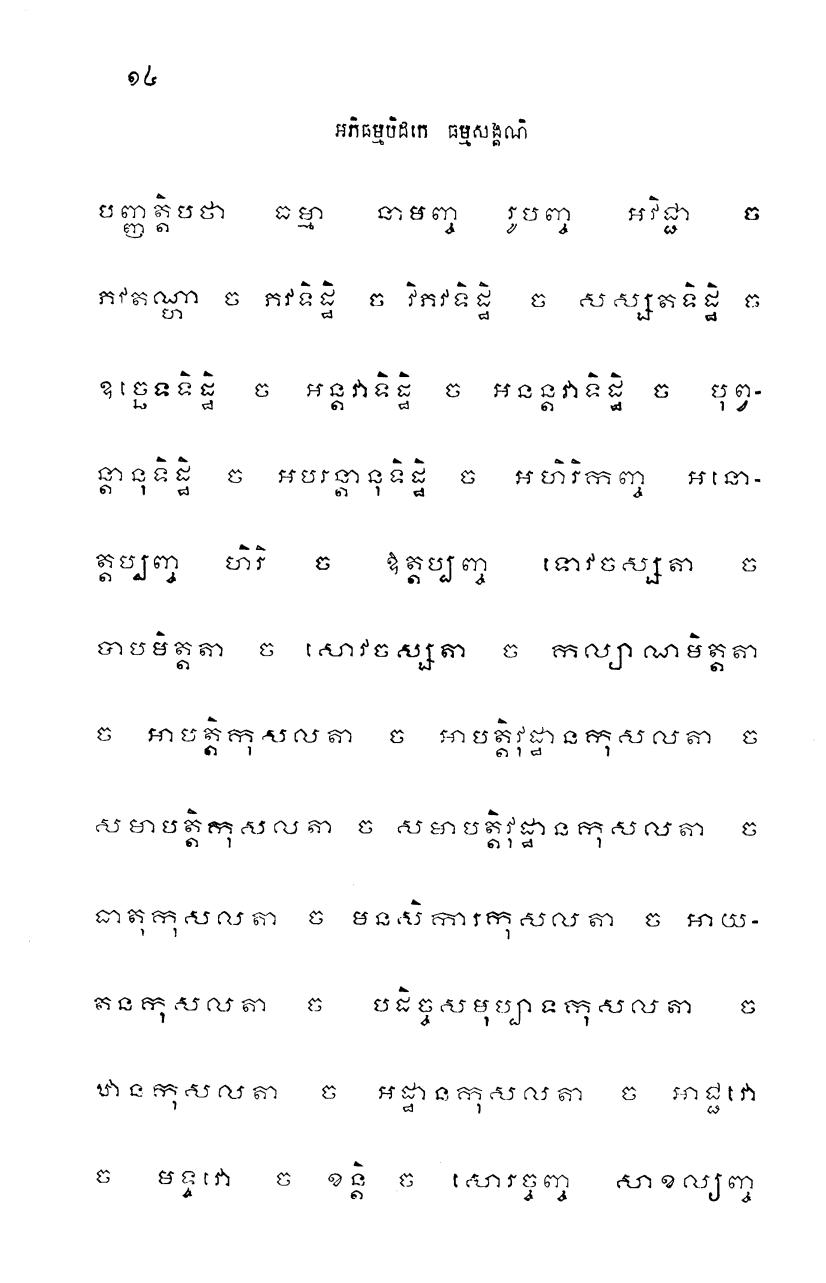 ១៤
អភិធម្មបិដកេ ធម្មសង្គណិ
បញ្ញត្តិបថា ធម្មា នាមញ្ច រូបញ្ច អវិជ្ជា ច
ភវតណ្ហា ច ភវទិដ្ឋិ ច វិភវទិដ្ឋិ ច សស្សតទិដ្ឋិ ច
ឧច្ឆេទទិដ្ឋិ ច អន្តវាទិដ្ឋិ ច អនន្តវាទិដ្ឋិ ច បុព្វ-
ន្តានុទិដ្ឋិ ច អបរន្តានុទិដ្ឋិ ច អហិរិកញ្ច អនោ-
ត្តប្បញ្ច ហិរិ ច ឱត្តប្បញ្ច ទោវចស្សតា ច
បាបមិត្តតា ច សោវចស្សតា ច កល្យាណមិត្តតា
ច អាបត្តិកុសលតា ច អាបត្តិវុដ្ឋានកុសលតា ច
សមាបត្តិកុសលតា ច សមាបត្តិវុដ្ឋានកុសលតា ច
ធាតុកុសលតា ច មនសិការកុសលតា ច អាយ-
តនកុសលតា ច បដិច្ចសមុប្បាទកុសលតា ច
ឋានកុសលតា ច អដ្ឋានកុសលតា ច អាជ្ជវោ
ច មទ្ទវោ ច ខន្តិ ច សោរច្ចញ្ច សាខល្យញ្ច